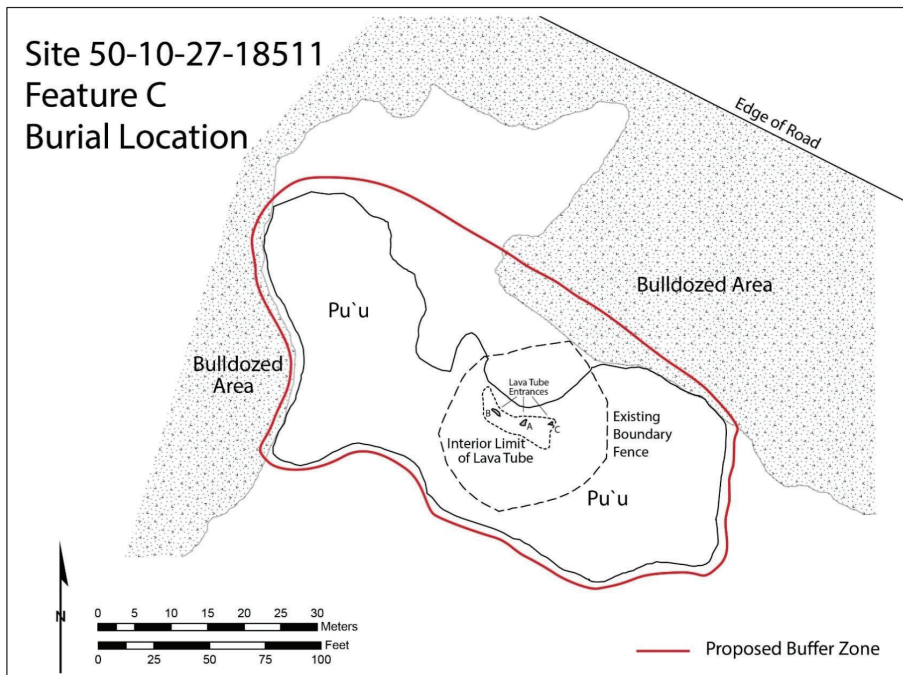 Site 50-10-27-18511
Feature C
Burial Location
Edge of Road
Bulldozed Area
Pu`u
Bulldozed
Area
Lava Tube
Entrances
B
A
C
Interior Limit
of Lava Tube
Existing
Boundary
Fence
Pu`u
N
0 5 10 15 20 25 30
Meters
Feet
0 25 50 75 100
Proposed Buffer Zone